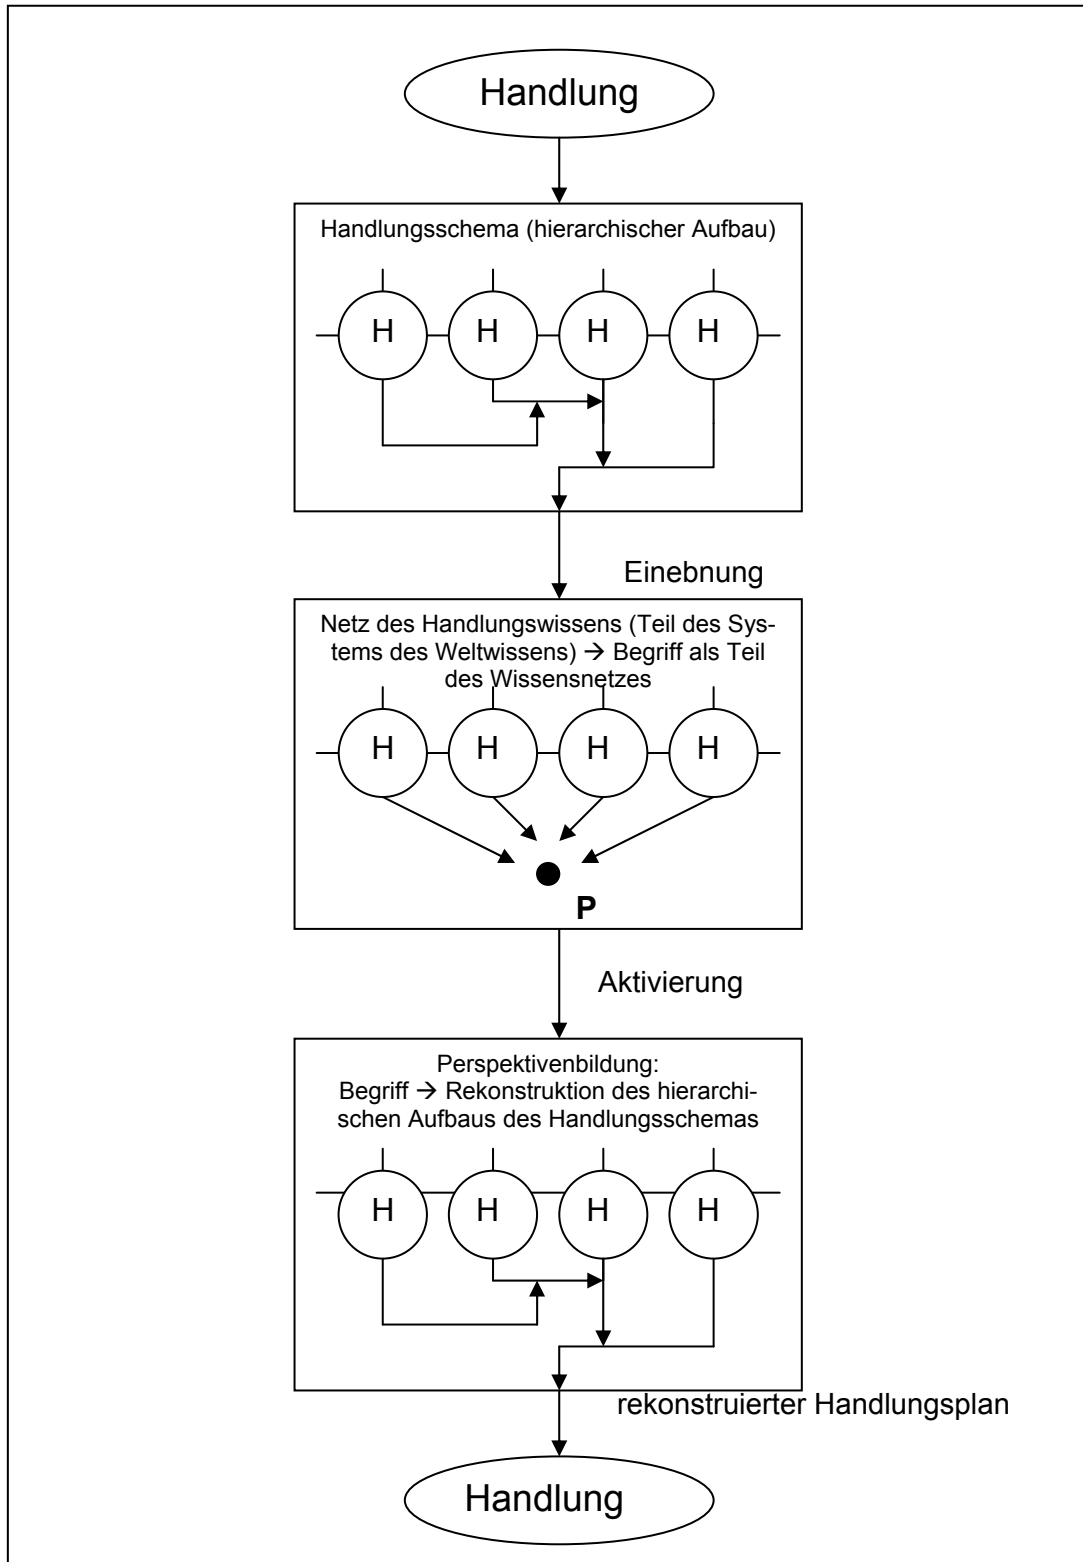 Handlung
Handlungsschema (hierarchischer Aufbau)
H H H H
Einebnung
Netz des Handlungswissens (Teil des Sys-
tems des Weltwissens) → Begriff als Teil
des Wissensnetzes
H H H H
P
Aktivierung
Perspektivenbildung:
Begriff → Rekonstruktion des hierarchi-
schen Aufbaus des Handlungsschemas
H H H H
rekonstruierter Handlungsplan
Handlung